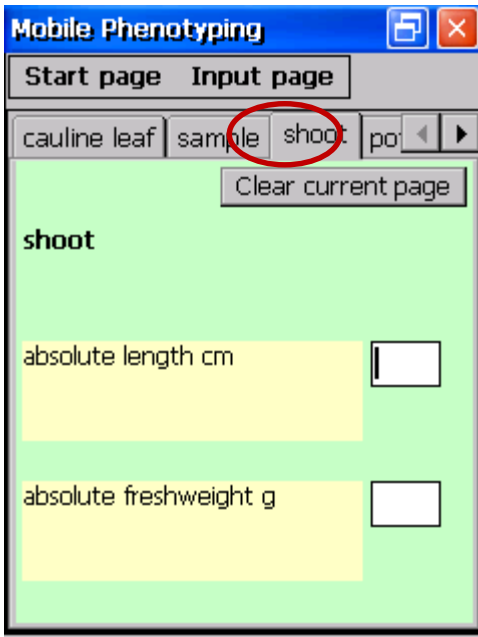 Mobile Phenotyping
Start page Input page
cauline leaf sample shoot
Clear current page
shoot
absolute length cm
absolute freshweight g